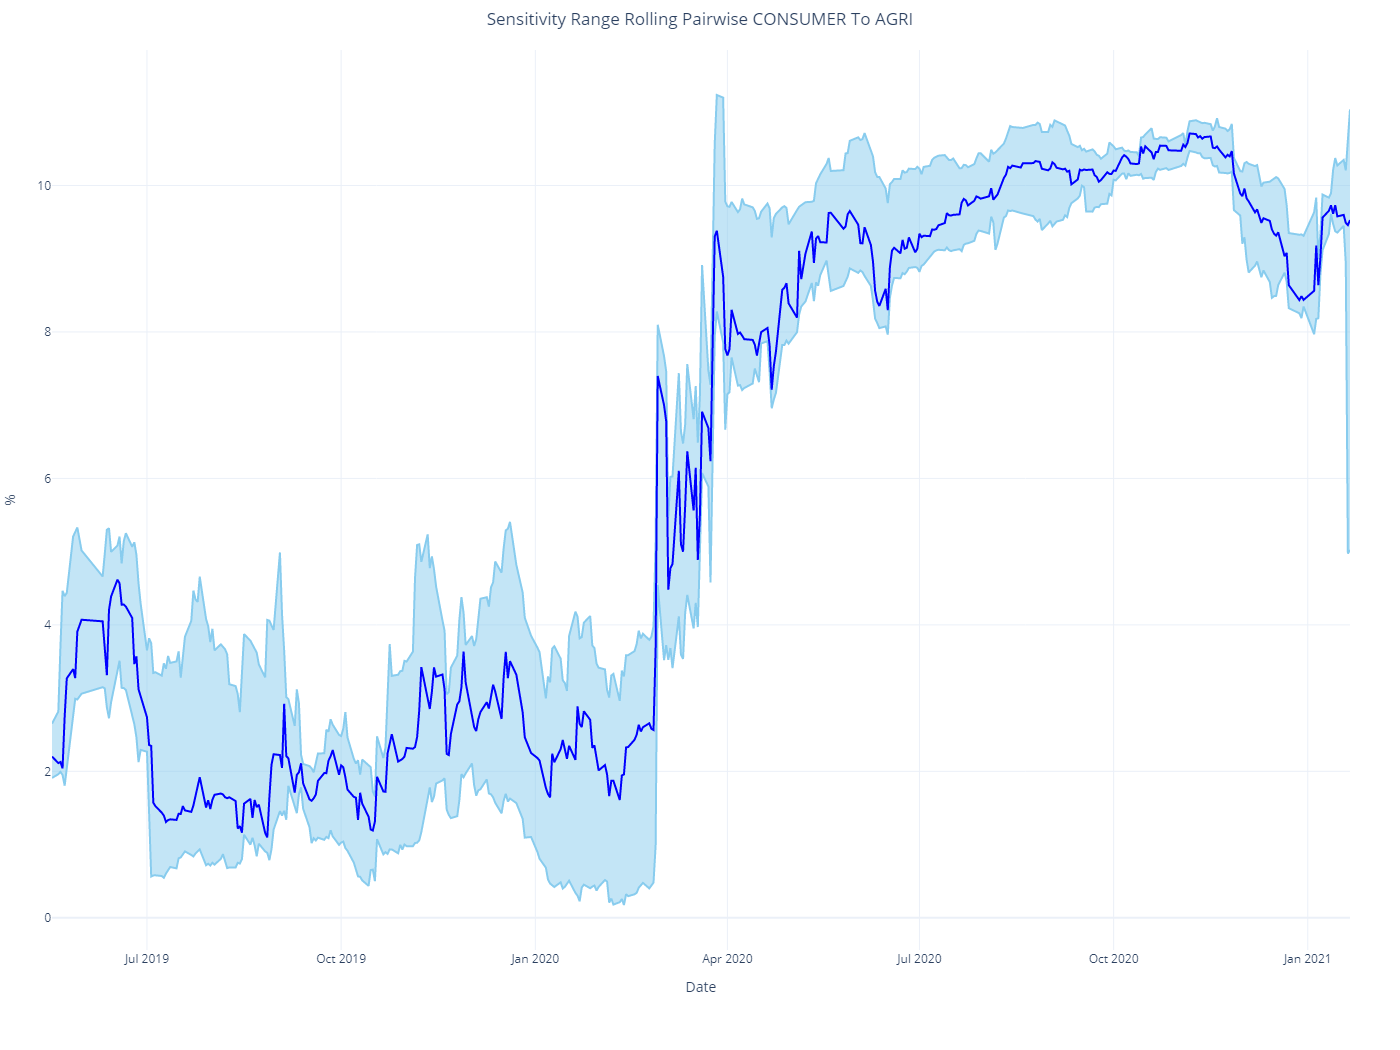 Sensitivity Range Rolling Pairwise CONSUMER To AGRI
10
8
6
4
2
0
%
Jul 2019
Oct 2019
Jan 2020
Apr 2020
Jul 2020
Oct 2020
Jan 2021
Date